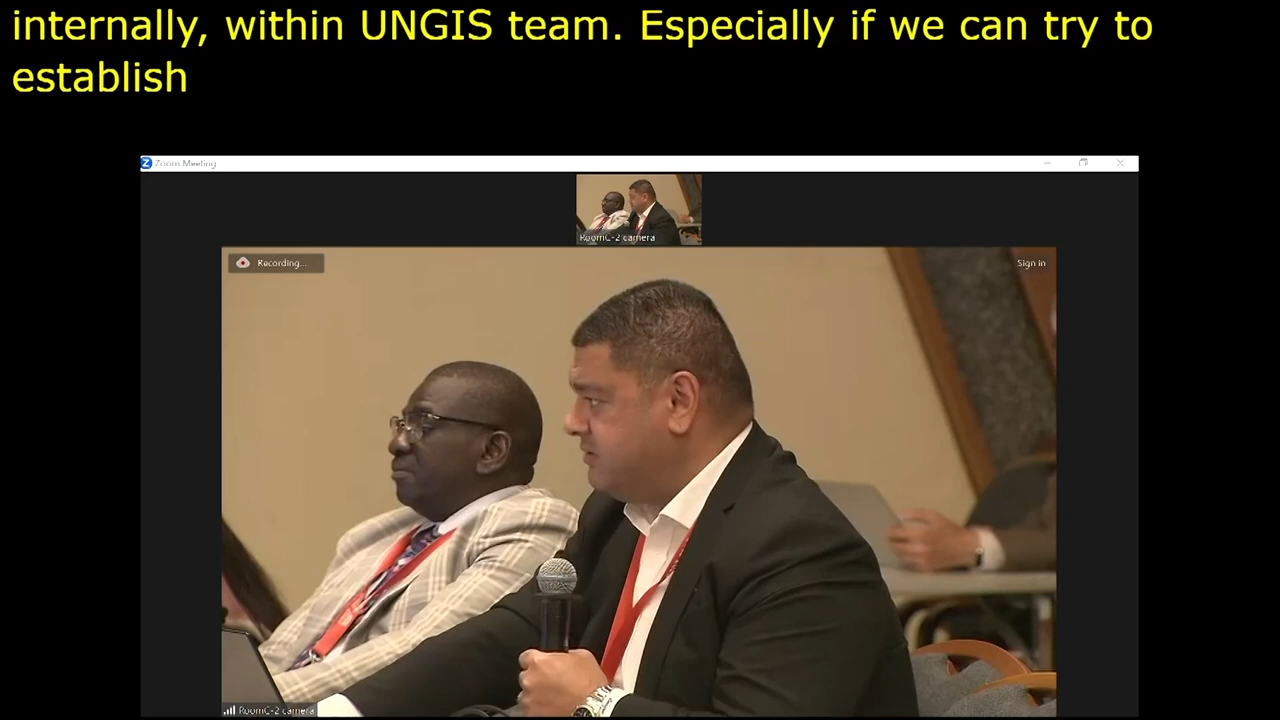 internally, within UNGIS team. Especially if we can try to
establish
Zoom Meeting
RoomC-2 camera
Recording...
Sign in
RoomC-2 camera